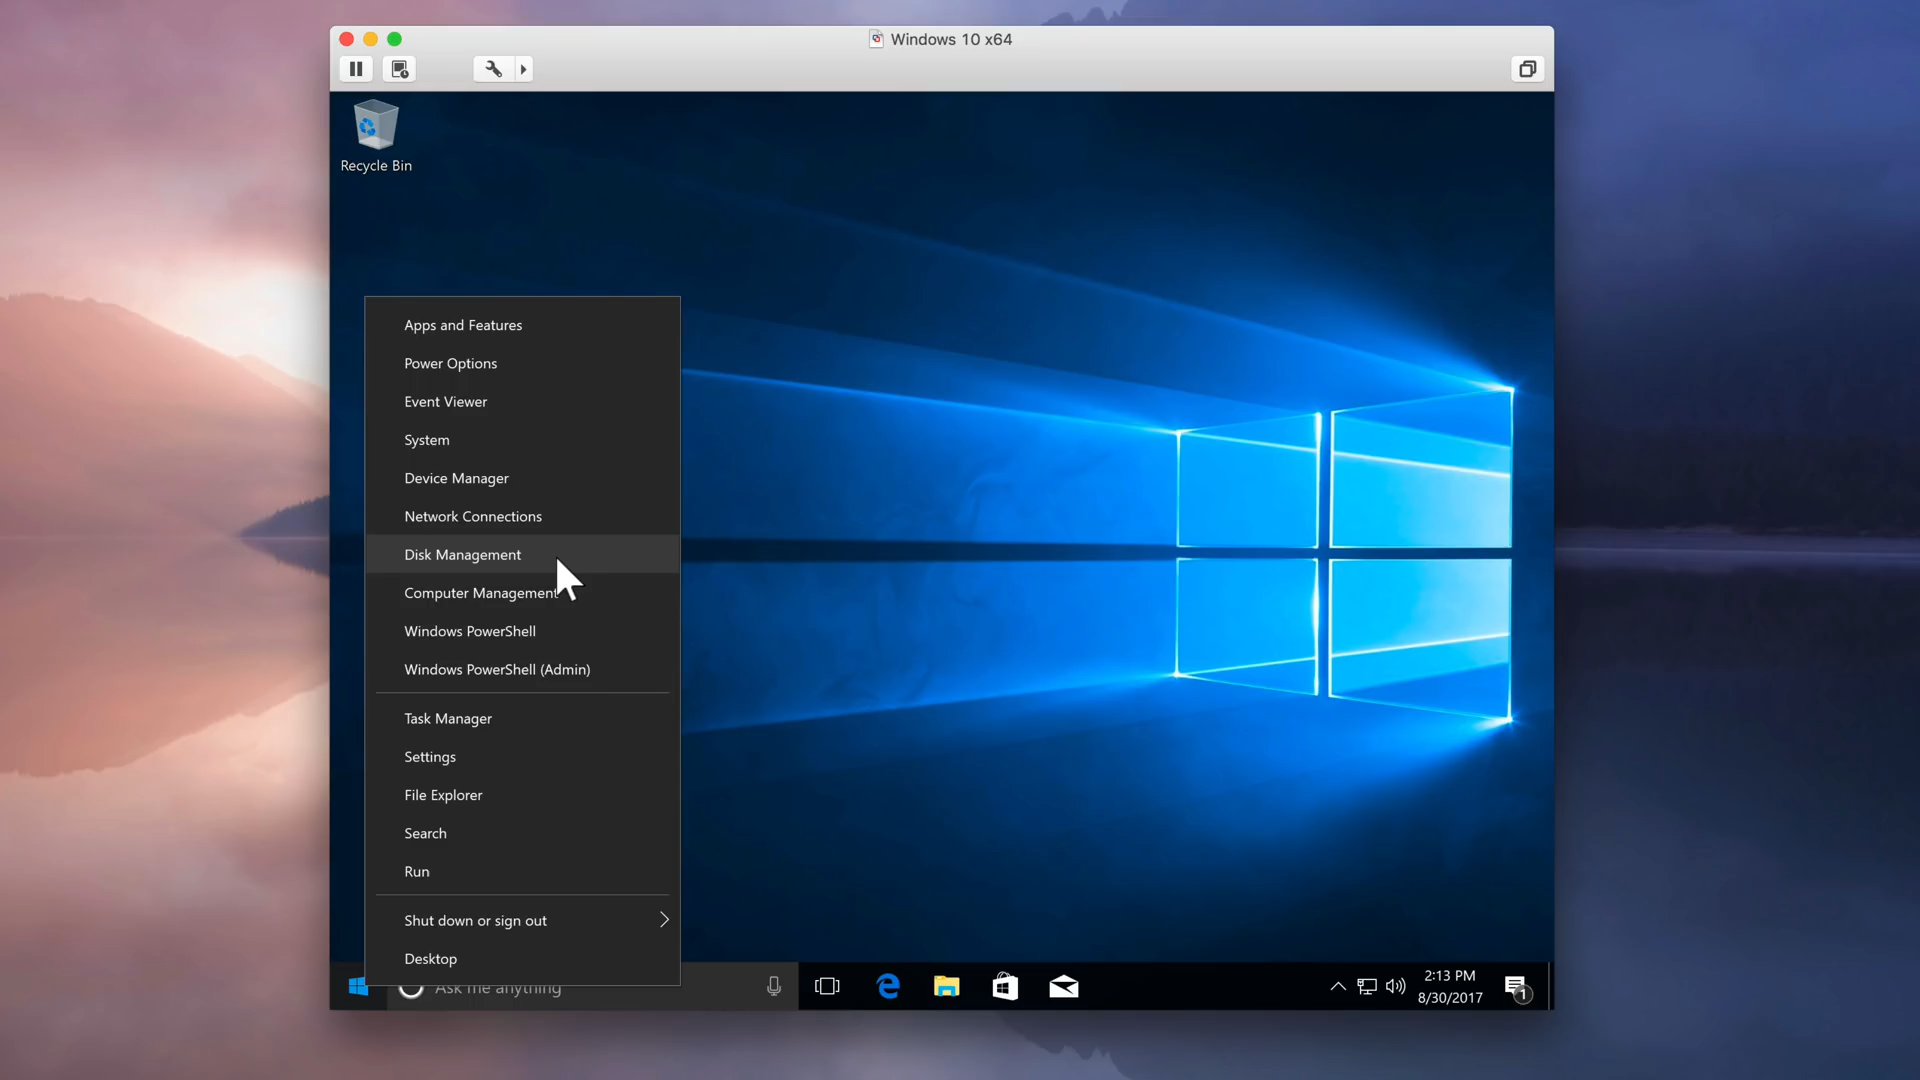 Windows 10 x64
Recycle Bin
Apps and Features
Power Options
Event Viewer
System
Device Manager
Network Connections
Disk Management
Computer Management
Windows PowerShell
Windows PowerShell (Admin)
Task Manager
Settings
File Explorer
Search
Run
Shut down or sign out
Desktop
Ask me anything
2:13 PM
8/30/2017
1